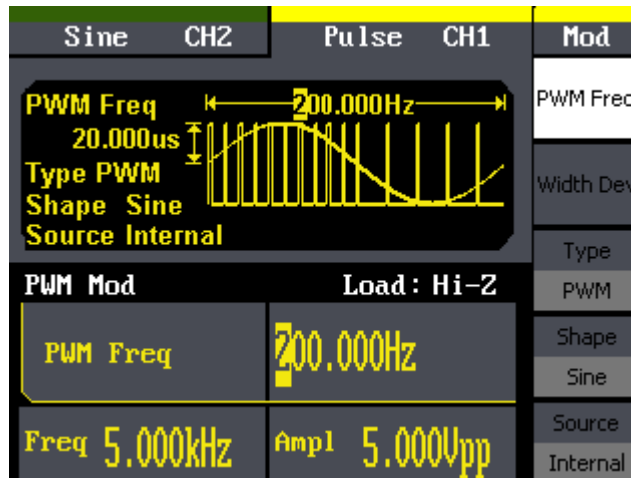 Sine CH2 Pulse CH1 Mod
PWM Freq 200.000Hz
20.000us
Type PWM
Shape Sine
Source Internal
PWM Mod Load: Hi-Z
PWM Freq 200.000Hz
Freq 5.000kHz Ampl 5.000Vpp
PWM Freq
Width Dev
Type
PWM
Shape
Sine
Source
Internal